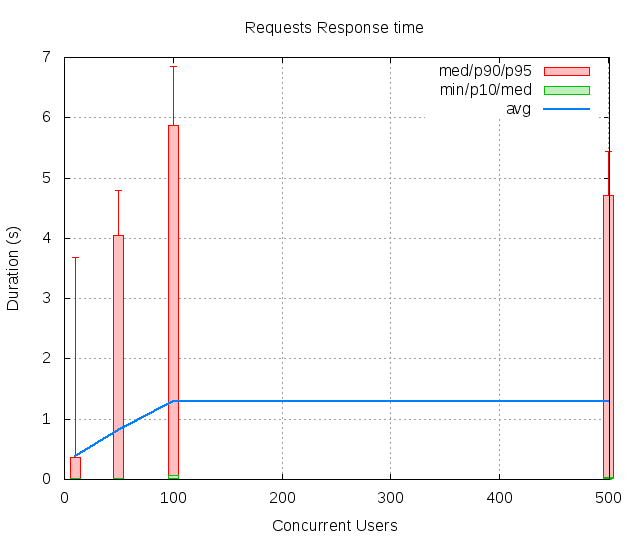 Requests Response time
med/p90/p95
min/p10/med
avg
7
6
5
4
3
2
1
0
Duration (s)
0 100 200 300 400 500
Concurrent Users